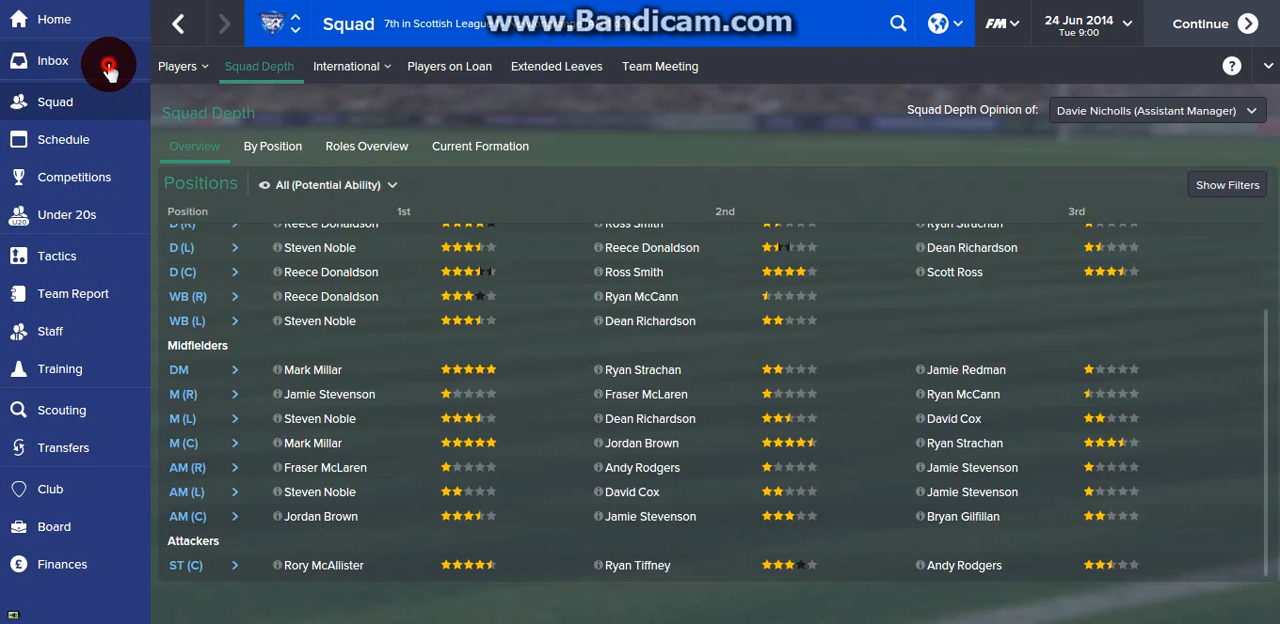 Home
Squad
7th in Scottish League
www.Bandicam.com
FM
24 Jun 2014
Tue 9:00
Continue
Inbox
Players
Squad Depth
International
Players on Loan
Extended Leaves
Team Meeting
?
Squad
Schedule
Competitions
Under 20s
Tactics
Team Report
Staff
Training
Scouting
Transfers
Club
Board
Finances
Squad Depth
Squad Depth Opinion of:
Davie Nicholls (Assistant Manager)
Overview
By Position
Roles Overview
Current Formation
Positions
All (Potential Ability)
Show Filters
Position 1st 2nd 3rd
D (R) Reece Donaldson Ross Smith Ryan Strachan
D (L) Steven Noble Reece Donaldson Dean Richardson
D (C) Reece Donaldson Ross Smith Scott Ross
WB (R) Reece Donaldson Ryan McCann
WB (L) Steven Noble Dean Richardson
Midfielders
DM Mark Millar Ryan Strachan Jamie Redman
M (R) Jamie Stevenson Fraser McLaren Ryan McCann
M (L) Steven Noble Dean Richardson David Cox
M (C) Mark Millar Jordan Brown Ryan Strachan
AM (R) Fraser McLaren Andy Rodgers Jamie Stevenson
AM (L) Steven Noble David Cox Jamie Stevenson
AM (C) Jordan Brown Jamie Stevenson Bryan Gilfillan
Attackers
ST (C) Rory McAllister Ryan Tiffney Andy Rodgers